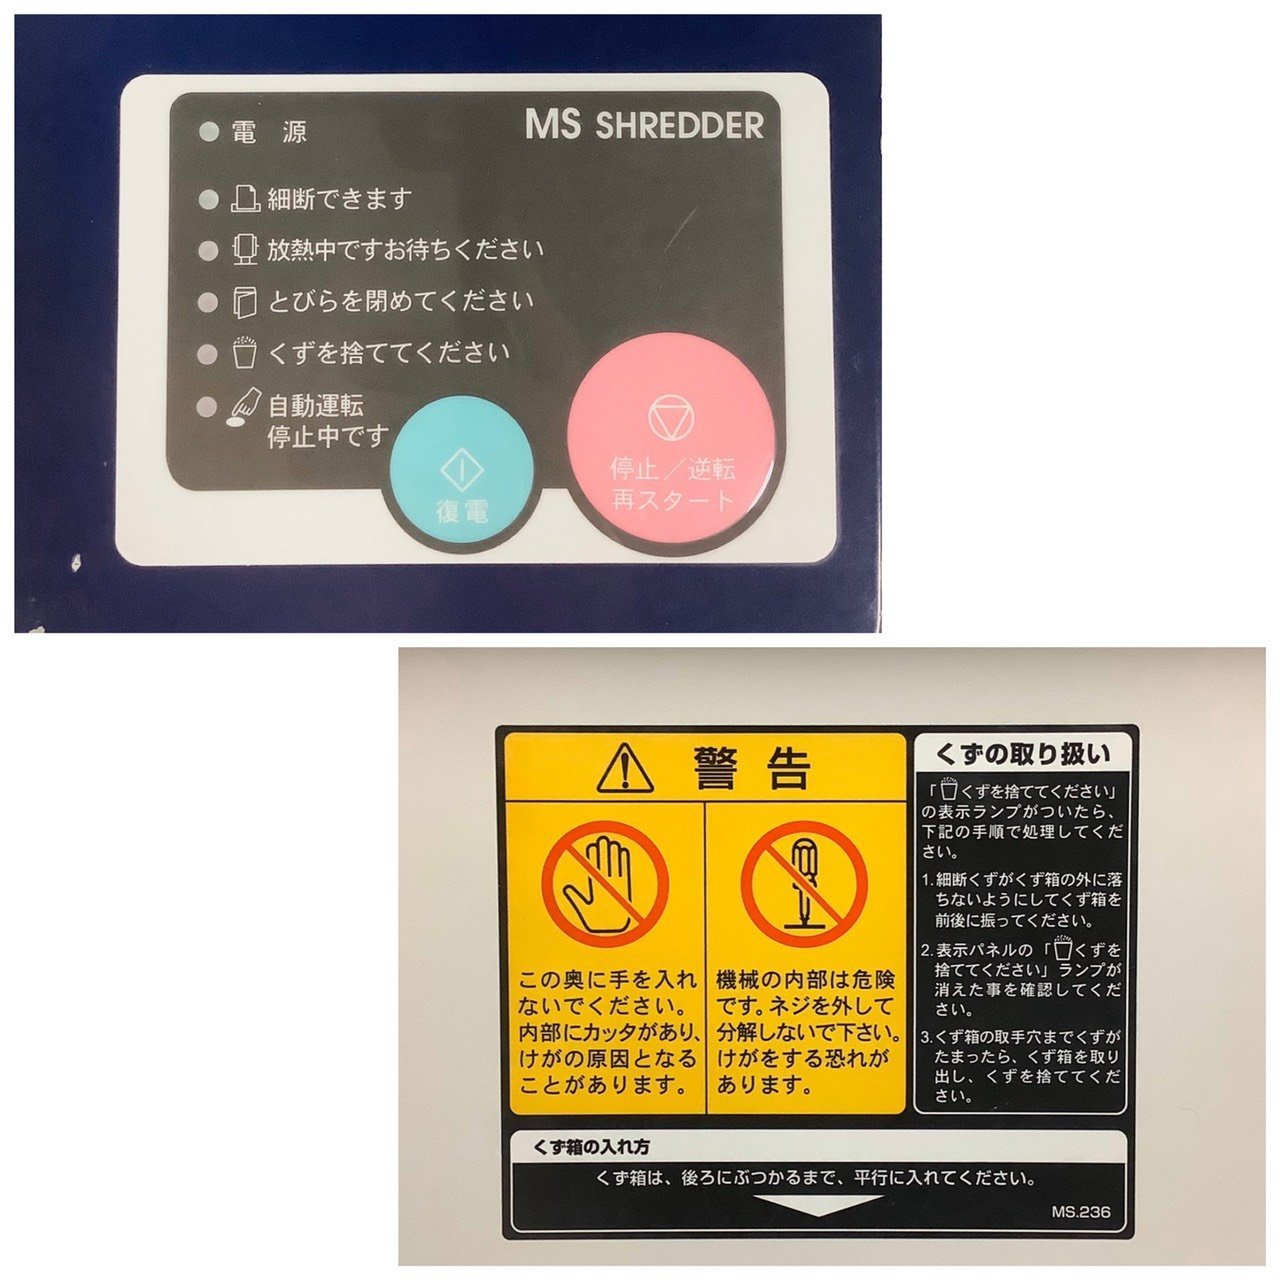 電源
MS SHREDDER
細断できます
放熱中ですお待ちください
とびらを閉めてください
くずを捨ててください
自動運転
停止中です
復電
停止／逆転
再スタート
警告
この奥に手を入れ
ないでください。
内部にカッタがあり、
けがの原因となる
ことがあります。
機械の内部は危険
です。ネジを外して
分解しないで下さい。
けがをする恐れが
あります。
くずの取り扱い
「くずを捨ててください」
の表示ランプがついたら、
下記の手順で処理してくだ
さい。
1.細断くずがくず箱の外に落
ちないようにしてくず箱を
前後に振ってください。
2.表示パネルの「くずを
捨ててください」ランプが
消えた事を確認してくだ
さい。
3.くず箱の取手穴までくずが
たまったら、くず箱を取り
出し、くずを捨ててくだ
さい。
くず箱の入れ方
くず箱は、後ろにぶつかるまで、平行に入れてください。
MS.236